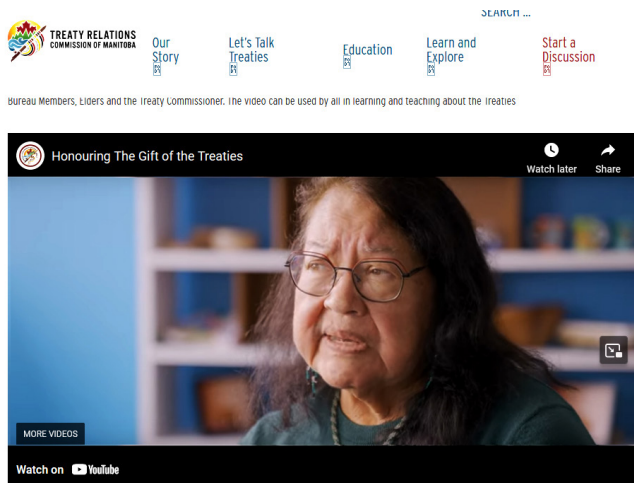 SEARCH ...
TREATY RELATIONS
COMMISSION OF MANITOBA
Our
Story
Let's Talk
Treaties
Education
Learn and
Explore
Start a
Discussion
Bureau Members, Elders and the Treaty Commissioner. The video can be used by all in learning and teaching about the Treaties
Honouring The Gift of the Treaties
Watch later
Share
MORE VIDEOS
Watch on YouTube